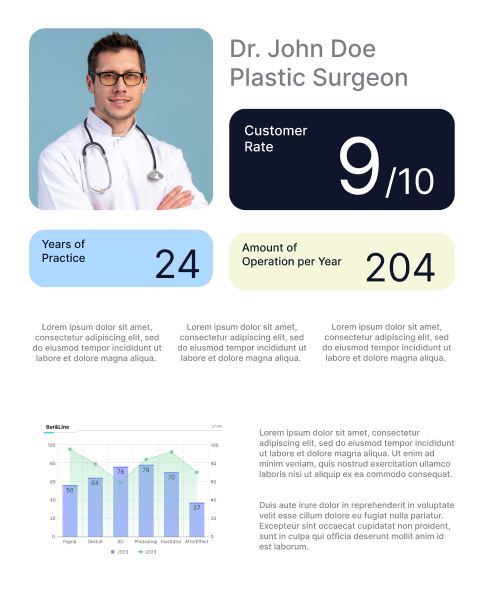 Dr. John Doe
Plastic Surgeon
Customer
Rate
9/10
Years of
Practice
24
Amount of
Operation per Year
204
Lorem ipsum dolor sit amet,
consectetura
adipiscing elit, sed
do eiusmod tempor incididunt ut
labore et dolore magna aliqua.
Lorem ipsum dolor sit amet,
consectetura
adipiscing elit, sed
do eiusmod tempor incididunt ut
labore et dolore magna aliqua.
Lorem ipsum dolor sit amet,
consectetura
adipiscing elit, sed
do eiusmod tempor incididunt ut
labore et dolore magna aliqua.
Bar&Line
100 100
80 80
60 60
40 40
20 20
0 0
56 64 76 78 70 37
Figma Sketch XD Photoshop Illustrator AfterEffect
2023 2023
Lorem ipsum dolor sit amet, consectetur
adipiscing elit, sed do eiusmod tempor incididunt
ut labore et dolore magna aliqua. Ut enim ad
minim veniam, quis nostrud exercitation ullamco
laboris nisi ut aliquip ex ea commodo consequat.
Duis aute irure dolor in reprehenderit in voluptate
velit esse cillum dolore eu fugiat nulla pariatur.
Excepteur sint occaecat cupidatat non proident,
sunt in culpa qui officia deserunt mollit anim id
est laborum.